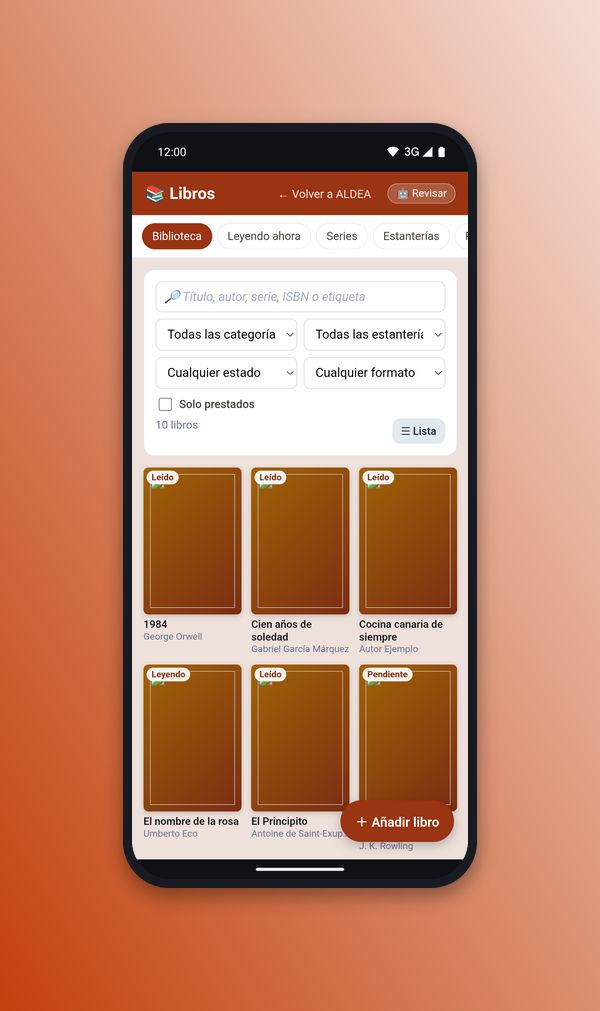 12:00
3G
📚 Libros
← Volver a ALDEA
🤖 Revisar
Biblioteca
Leyendo ahora
Series
Estanterías
🔎 Título, autor, serie, ISBN o etiqueta
Todas las categoría
Todas las estantería
Cualquier estado
Cualquier formato
Solo prestados
10 libros
☰ Lista
Leído
Leído
Leído
1984
George Orwell
Cien años de
soledad
Gabriel García Márquez
Cocina canaria de
siempre
Autor Ejemplo
Leyendo
Leído
Pendiente
El nombre de la rosa
Umberto Eco
El Principito
Antoine de Saint-Exup
J. K. Rowling
+ Añadir libro